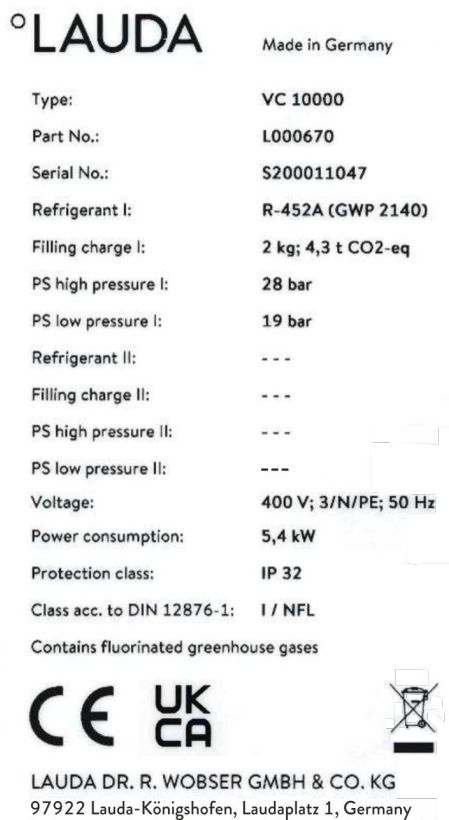 °LAUDA
Made in Germany
Type: VC 10000
Part No.: L000670
Serial No.: S200011047
Refrigerant I: R-452A (GWP 2140)
Filling charge I: 2 kg; 4,3 t CO2-eq
PS high pressure I: 28 bar
PS low pressure I: 19 bar
Refrigerant II: - - -
Filling charge II: - - -
PS high pressure II: - - -
PS low pressure II: ---
Voltage: 400 V; 3/N/PE; 50 Hz
Power consumption: 5,4 kW
Protection class: IP 32
Class acc. to DIN 12876-1: I / NFL
Contains fluorinated greenhouse gases
CE UK
CA
LAUDA DR. R. WOBSER GMBH & CO. KG
97922 Lauda-Königshofen, Laudaplatz 1, Germany